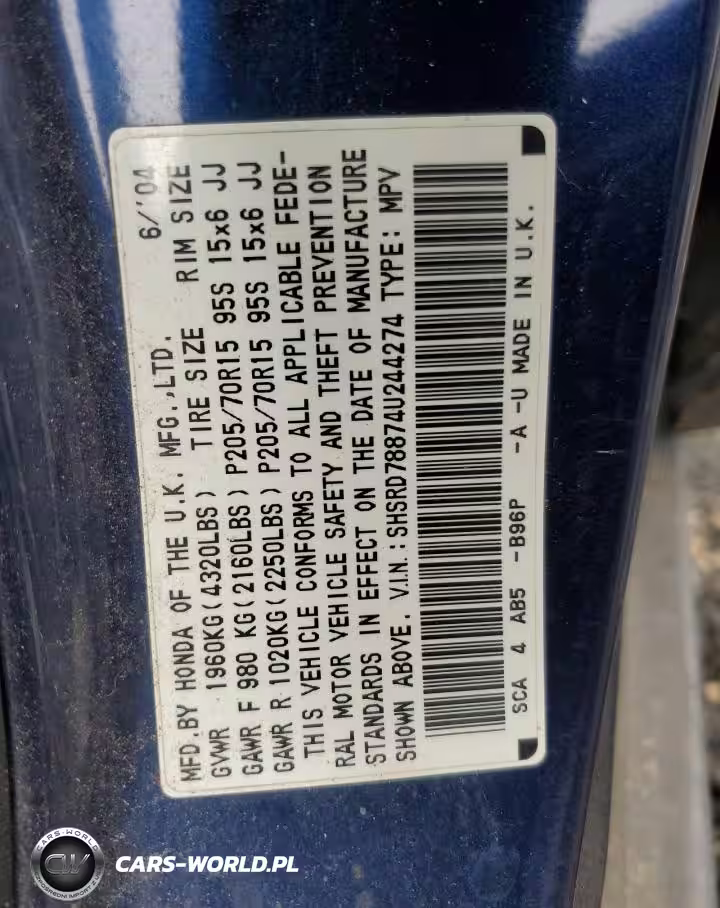 MFD.BY HONDA OF THE U.K. MFG.,LTD. 6/'04
GVWR 1960KG(4320LBS) TIRE SIZE RIM SIZE
GAWR F 980 KG(2160LBS) P205/70R15 95S 15x6 JJ
GAWR R 1020KG(2250LBS) P205/70R15 95S 15x6 JJ
THIS VEHICLE CONFORMS TO ALL APPLICABLE FEDE-
RAL MOTOR VEHICLE SAFETY AND THEFT PREVENTION
STANDARDS IN EFFECT ON THE DATE OF MANUFACTURE
SHOWN ABOVE. V.I.N.:SHSRD78874U244274 TYPE: MPV
SCA 4 AB5 -B96P -A -U MADE IN U.K.
CARS-WORLD
CARS-WORLD.PL